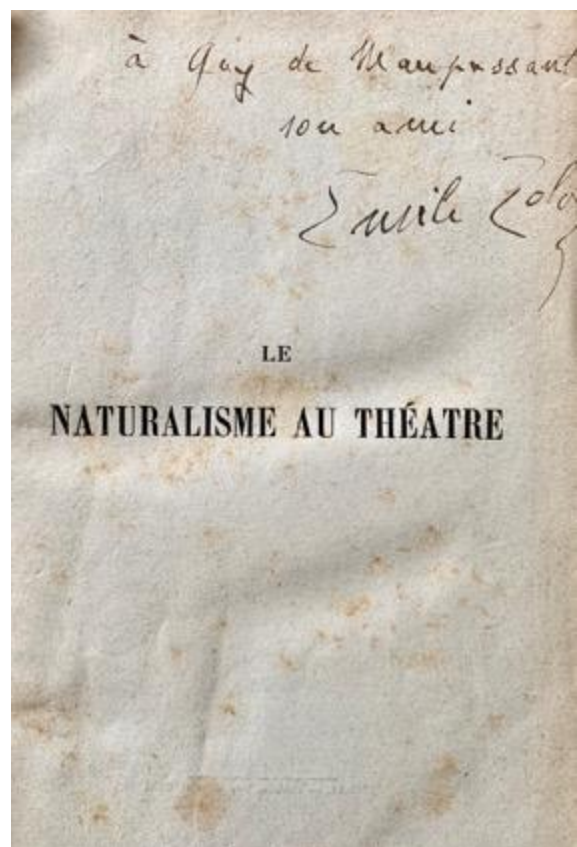 à Guy de Maupassant
son ami
Emile Zola
LE
NATURALISME AU THÉATRE